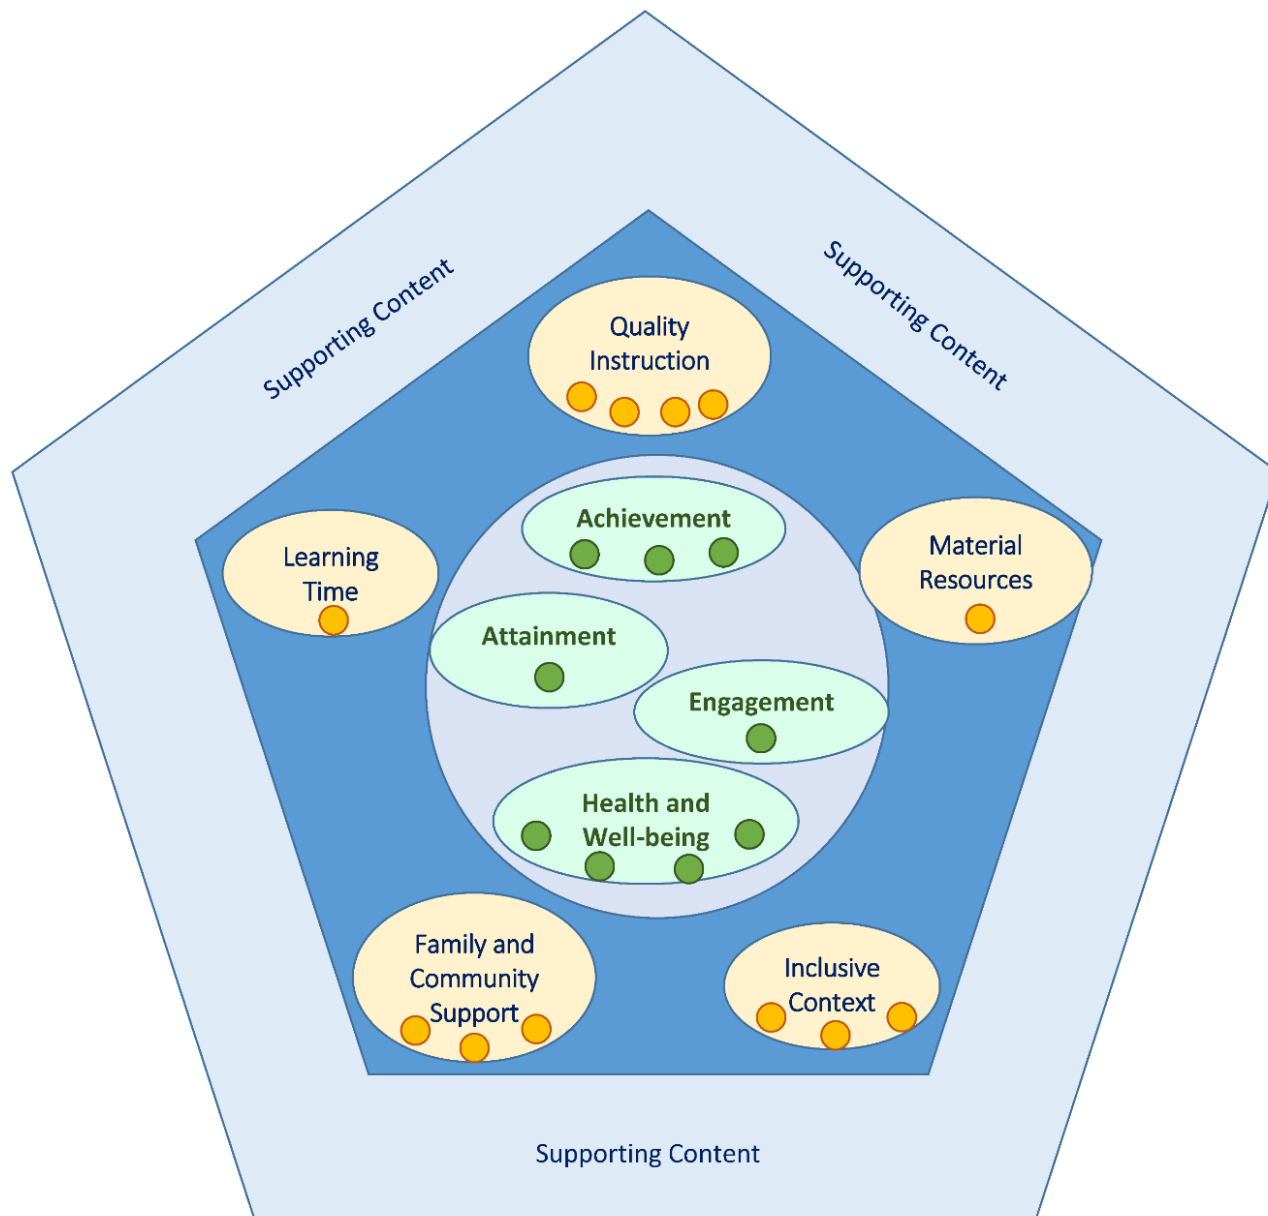 Supporting Content
Supporting Content
Quality
Instruction
Achievement
Learning
Time
Material
Resources
Attainment
Engagement
Health and
Well-being
Family and
Community
Support
Inclusive
Context
Supporting Content